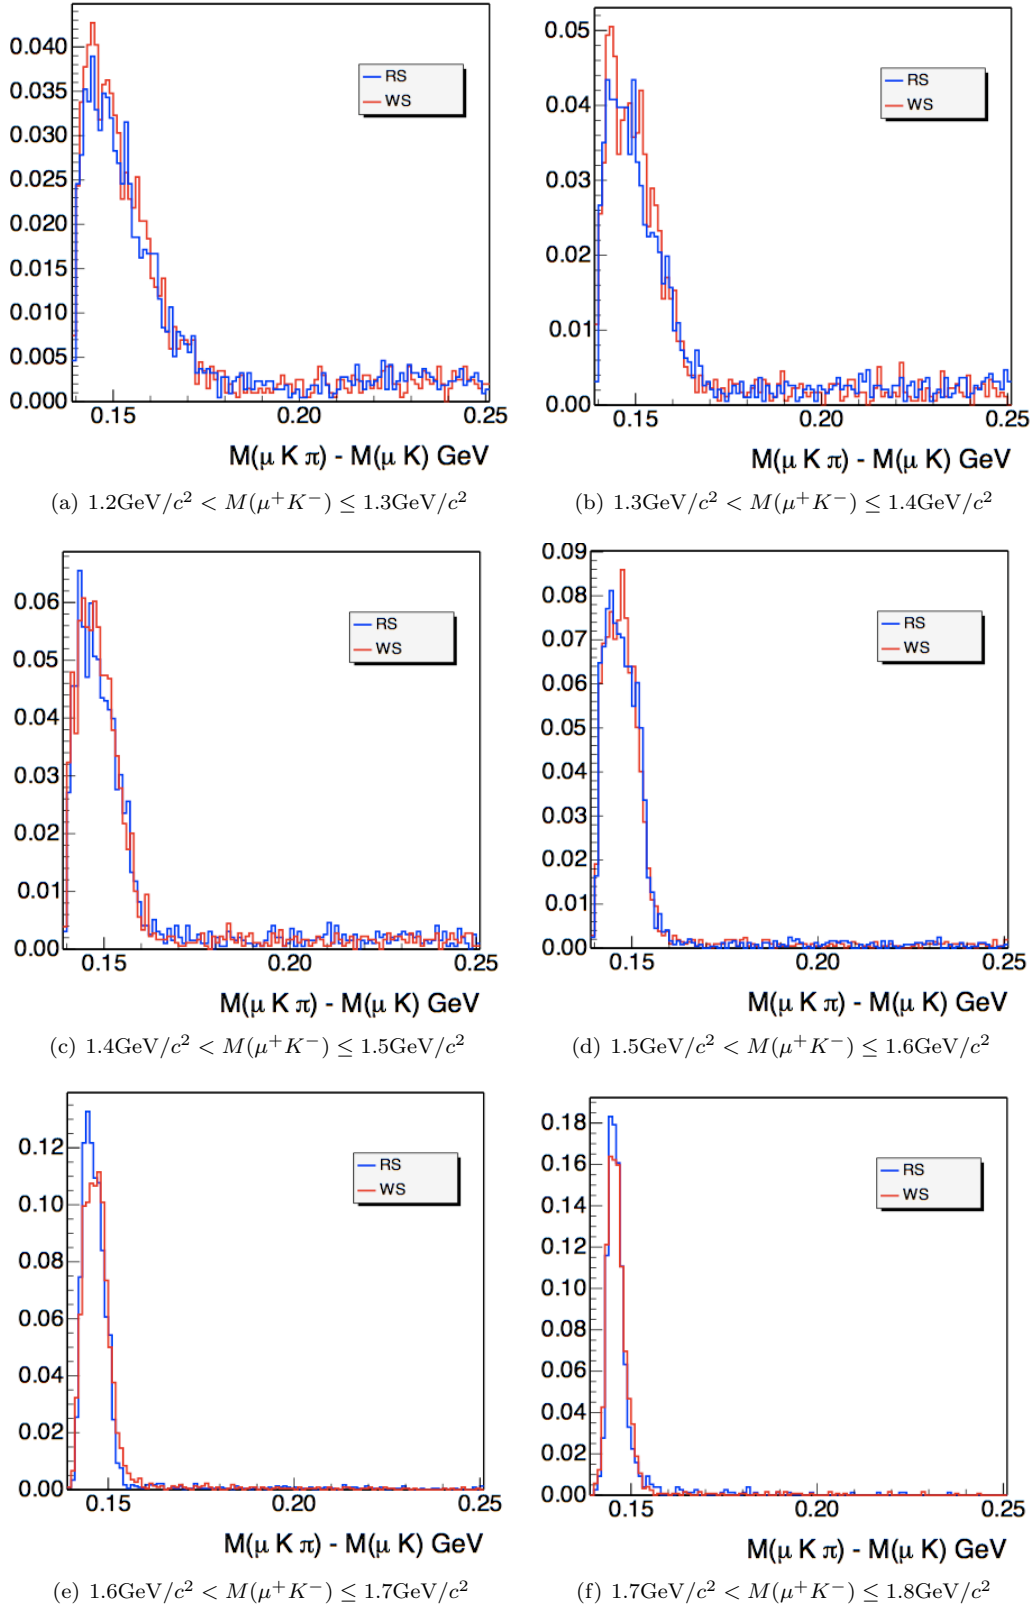 0.040
0.035
0.030
0.025
0.020
0.015
0.010
0.005
0.000
0.15
0.20
0.25
RS
WS
M(μ K π) - M(μ K) GeV
(a) 1.2GeV/c² < M(μ⁺K⁻) ≤ 1.3GeV/c²
0.05
0.04
0.03
0.02
0.01
0.00
0.15
0.20
0.25
RS
WS
M(μ K π) - M(μ K) GeV
(b) 1.3GeV/c² < M(μ⁺K⁻) ≤ 1.4GeV/c²
0.06
0.05
0.04
0.03
0.02
0.01
0.00
0.15
0.20
0.25
RS
WS
M(μ K π) - M(μ K) GeV
(c) 1.4GeV/c² < M(μ⁺K⁻) ≤ 1.5GeV/c²
0.09
0.08
0.07
0.06
0.05
0.04
0.03
0.02
0.01
0.00
0.15
0.20
0.25
RS
WS
M(μ K π) - M(μ K) GeV
(d) 1.5GeV/c² < M(μ⁺K⁻) ≤ 1.6GeV/c²
0.12
0.10
0.08
0.06
0.04
0.02
0.00
0.15
0.20
0.25
RS
WS
M(μ K π) - M(μ K) GeV
(e) 1.6GeV/c² < M(μ⁺K⁻) ≤ 1.7GeV/c²
0.18
0.16
0.14
0.12
0.10
0.08
0.06
0.04
0.02
0.00
0.15
0.20
0.25
RS
WS
M(μ K π) - M(μ K) GeV
(f) 1.7GeV/c² < M(μ⁺K⁻) ≤ 1.8GeV/c²